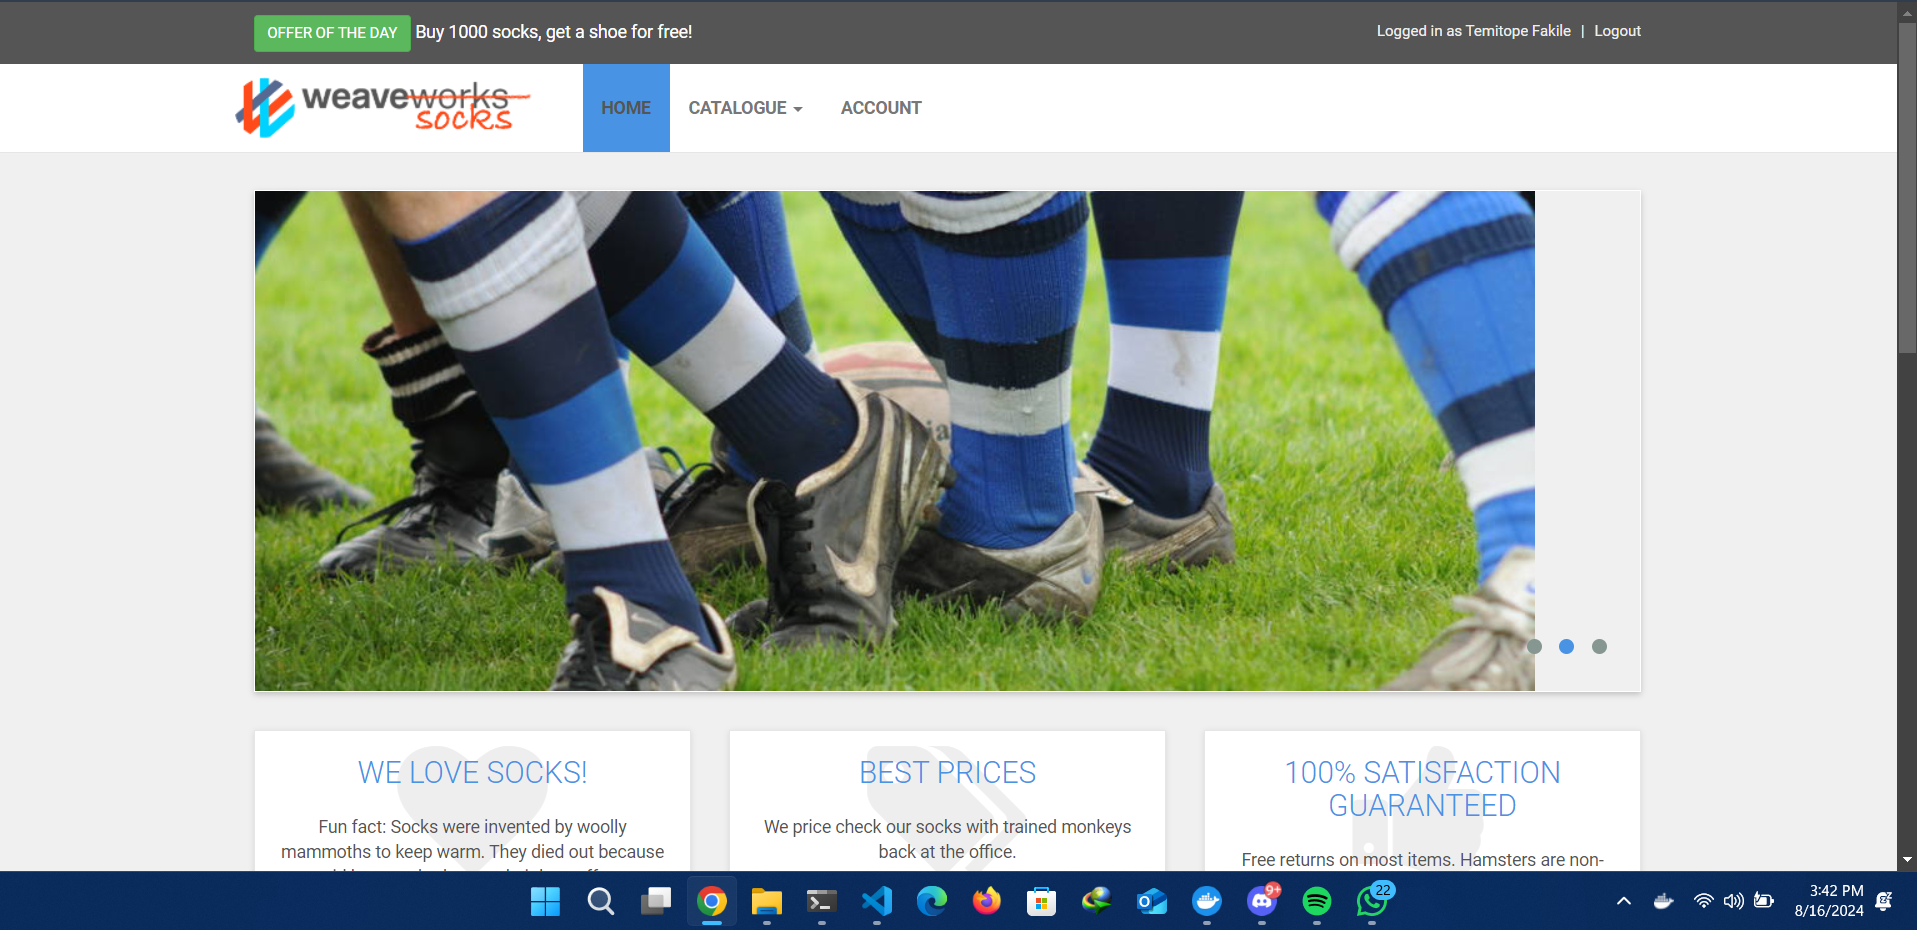 OFFER OF THE DAY Buy 1000 socks, get a shoe for free!
Logged in as Temitope Fakile | Logout
weaveworks
socks
HOME CATALOGUE ACCOUNT
WE LOVE SOCKS!
Fun fact: Socks were invented by woolly
mammoths to keep warm. They died out because
BEST PRICES
We price check our socks with trained monkeys
back at the office.
100% SATISFACTION
GUARANTEED
Free returns on most items. Hamsters are non-
9+
22
3:42 PM
8/16/2024